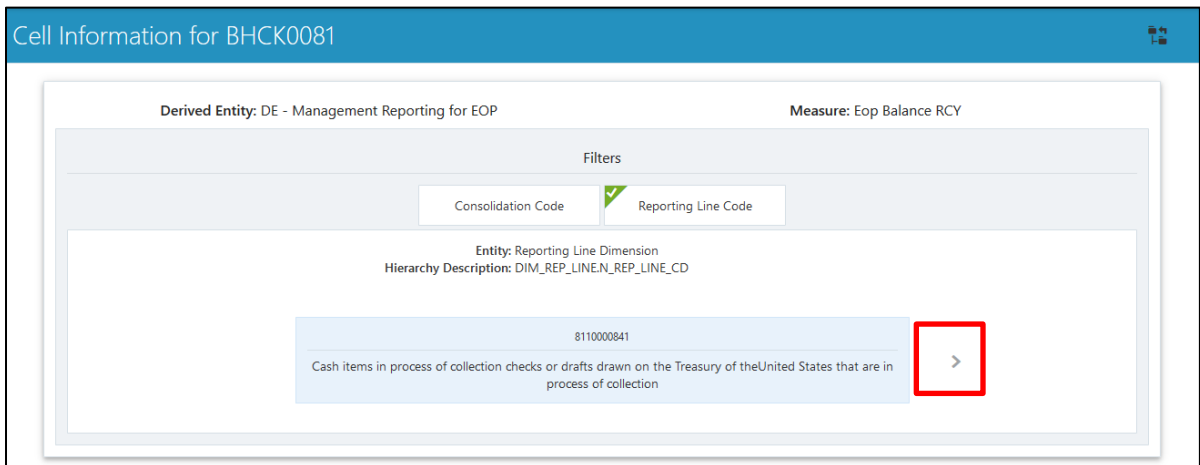 Cell Information for BHCK0081
Derived Entity: DE - Management Reporting for EOP
Measure: Eop Balance RCY
Filters
Consolidation Code
Reporting Line Code
Entity: Reporting Line Dimension
Hierarchy Description: DIM_REP_LINE.N_REP_LINE_CD
8110000841
Cash items in process of collection checks or drafts drawn on the Treasury of theUnited States that are in
process of collection